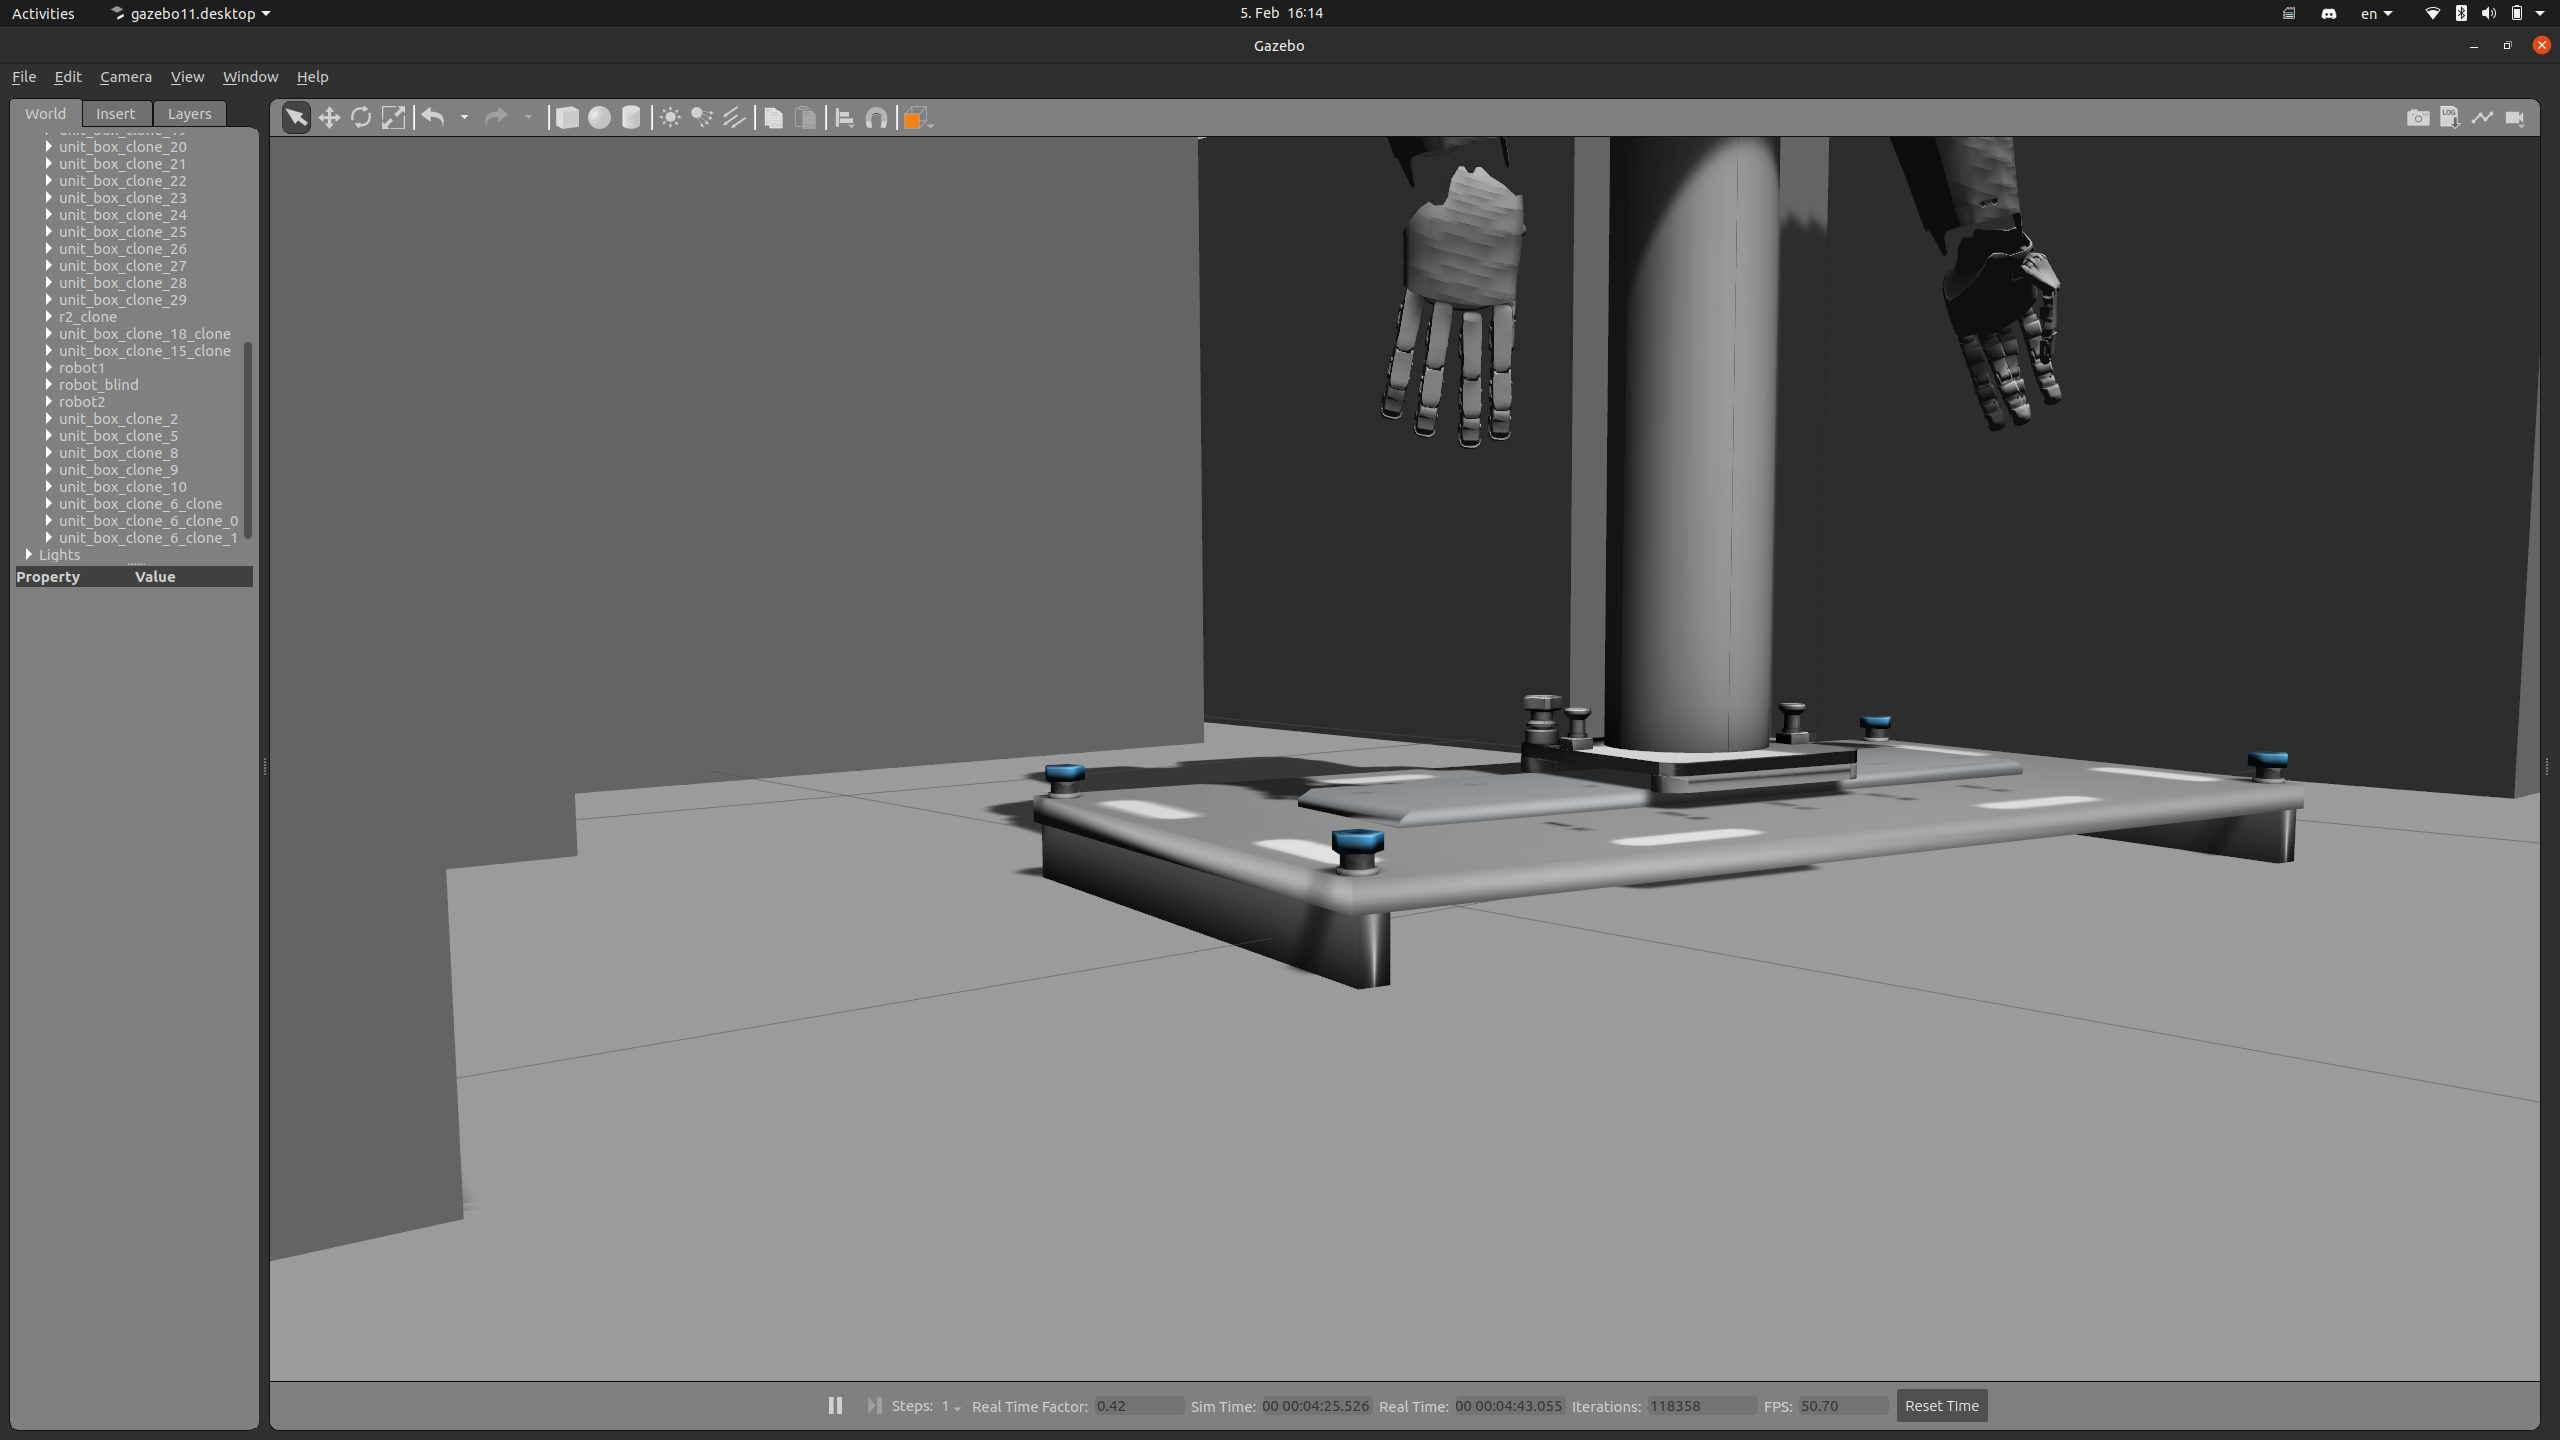 Activities gazebo11.desktop 5. Feb 16:14 en
Gazebo
File Edit Camera View Window Help
World Insert Layers
LOG
unit_box_clone_20
unit_box_clone_21
unit_box_clone_22
unit_box_clone_23
unit_box_clone_24
unit_box_clone_25
unit_box_clone_26
unit_box_clone_27
unit_box_clone_28
unit_box_clone_29
r2_clone
unit_box_clone_18_clone
unit_box_clone_15_clone
robot1
robot_blind
robot2
unit_box_clone_2
unit_box_clone_5
unit_box_clone_8
unit_box_clone_9
unit_box_clone_10
unit_box_clone_6_clone
unit_box_clone_6_clone_0
unit_box_clone_6_clone_1
Lights
Property Value
Steps: 1 Real Time Factor: 0.42 Sim Time: 00 00:04:25.526 Real Time: 00 00:04:43.055 Iterations: 118358 FPS: 50.70 Reset Time